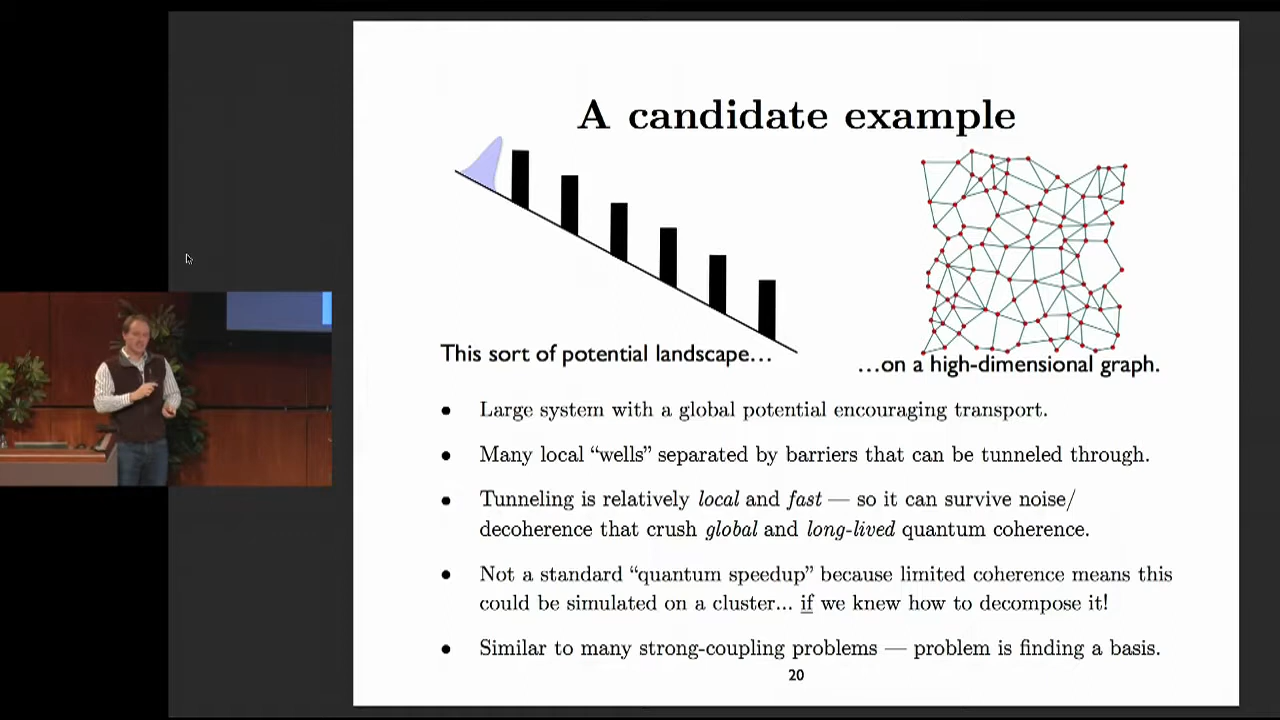 A candidate example
This sort of potential landscape…
…on a high-dimensional graph.
• Large system with a global potential encouraging transport.
• Many local “wells” separated by barriers that can be tunneled through.
• Tunneling is relatively local and fast — so it can survive noise/
decoherence that crush global and long-lived quantum coherence.
• Not a standard “quantum speedup” because limited coherence means this
could be simulated on a cluster... if we knew how to decompose it!
• Similar to many strong-coupling problems — problem is finding a basis.
20